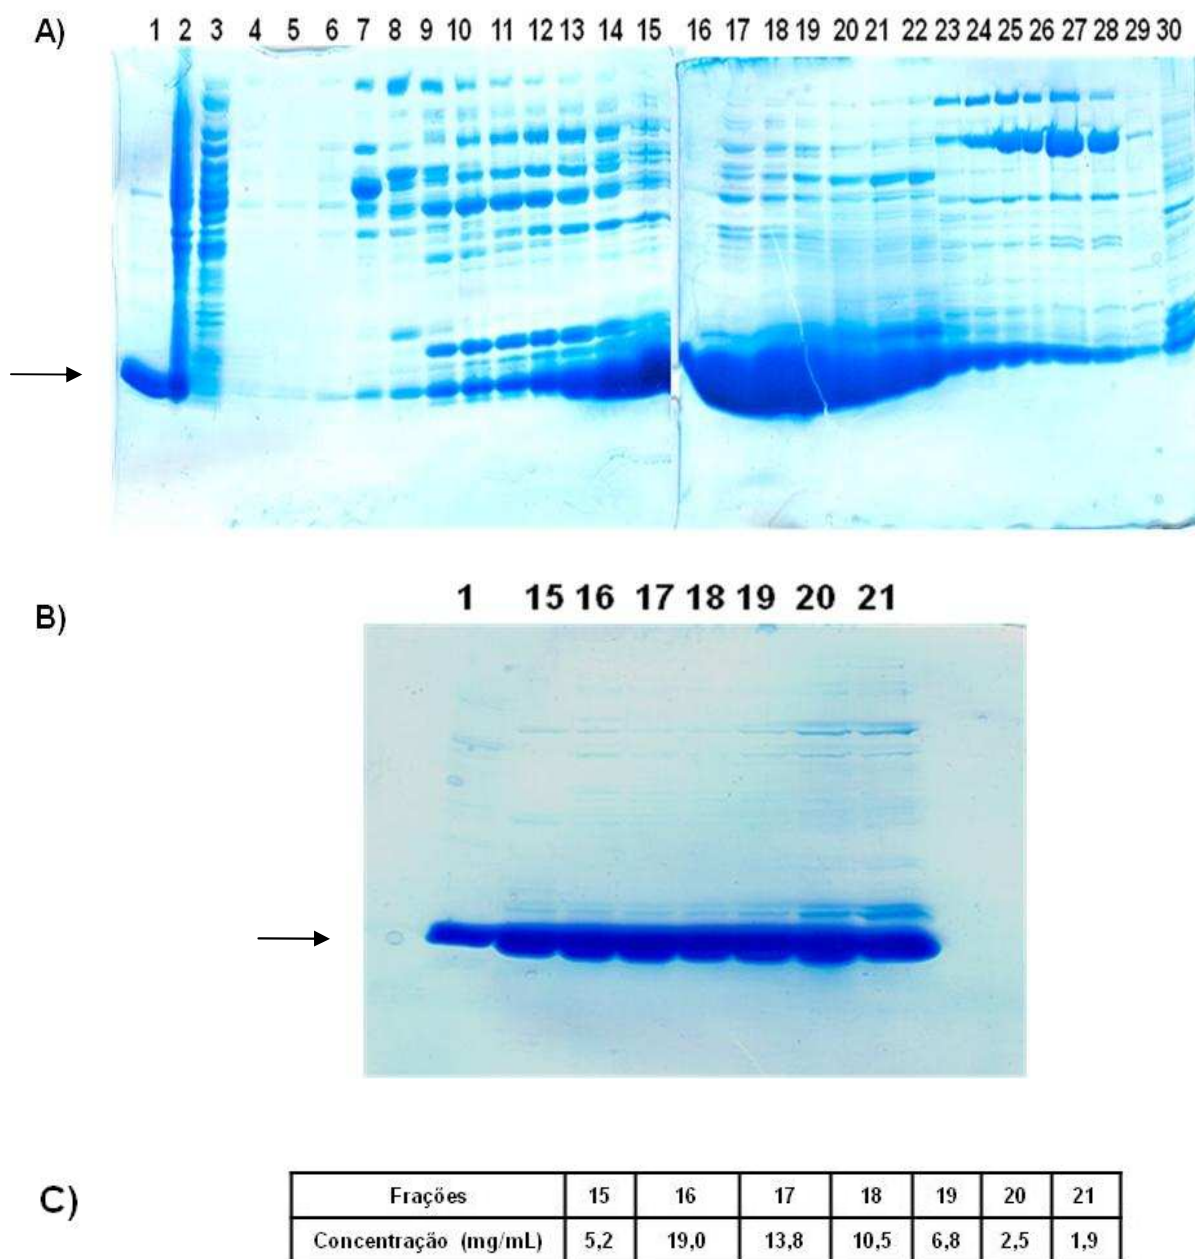 A) 1 2 3 4 5 6 7 8 9 10 11 12 13 14 15 16 17 18 19 20 21 22 23 24 25 26 27 28 29 30
B) 1 15 16 17 18 19 20 21
C)
Frações 15 16 17 18 19 20 21
Concentração (mg/mL) 5,2 19,0 13,8 10,5 6,8 2,5 1,9